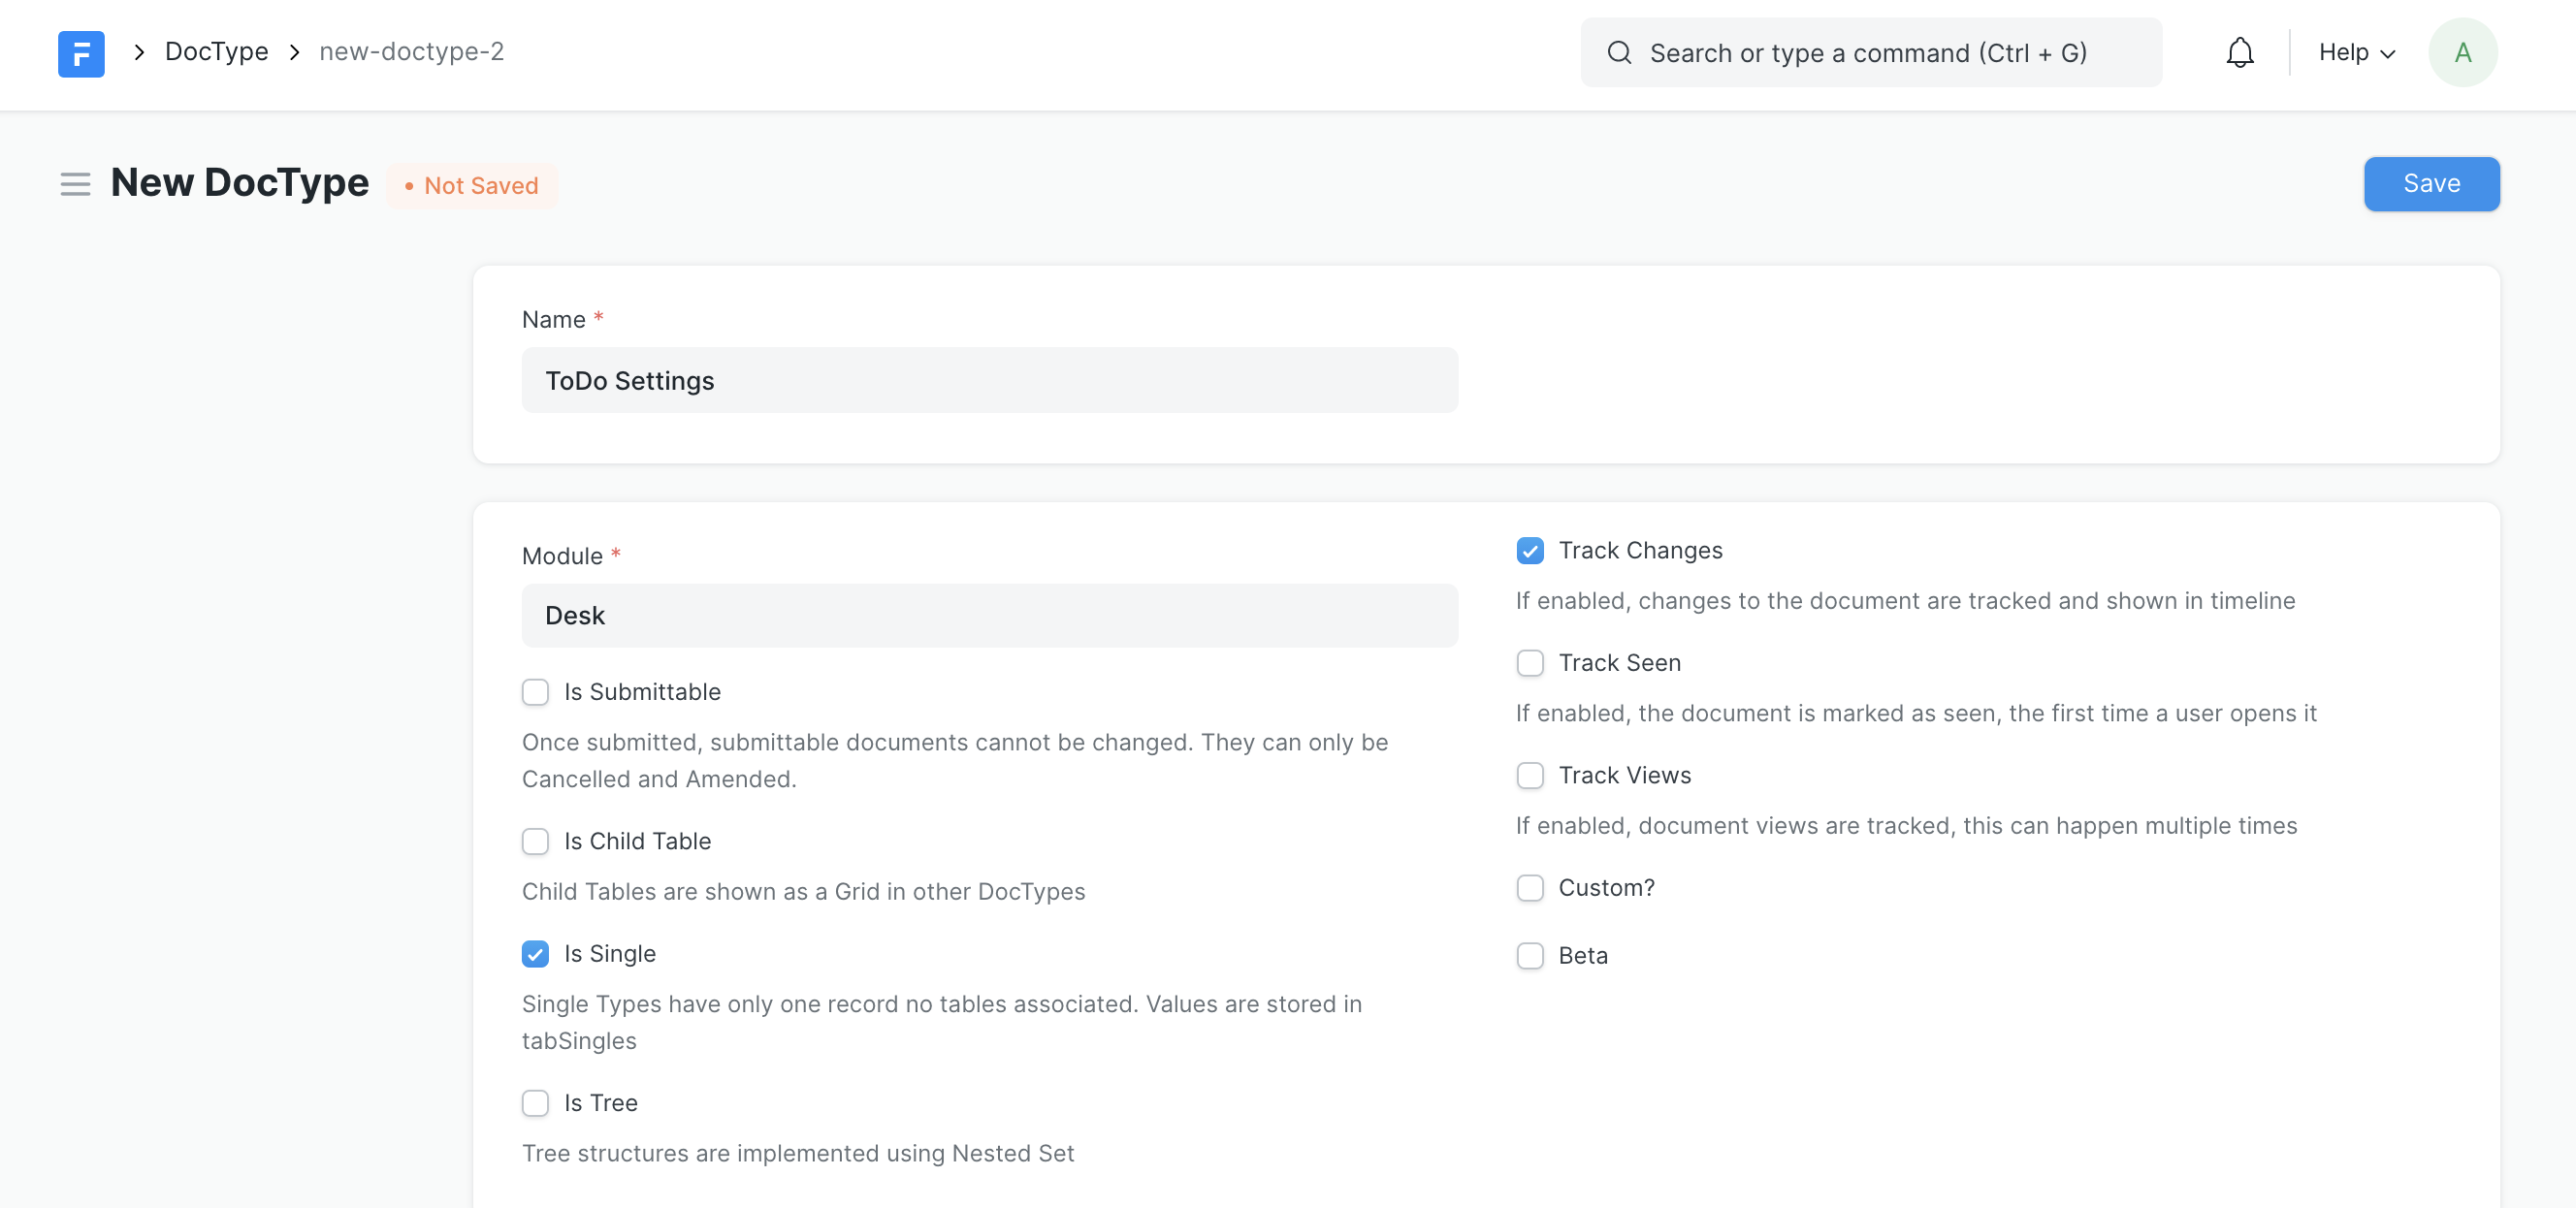 F
DocType
new-doctype-2
Search or type a command (Ctrl + G)
Help
A
New DocType
Not Saved
Save
Name *
ToDo Settings
Module *
Desk
Is Submittable
Once submitted, submittable documents cannot be changed. They can only be
Cancelled and Amended.
Is Child Table
Child Tables are shown as a Grid in other DocTypes
Is Single
Single Types have only one record no tables associated. Values are stored in
tabSingles
Is Tree
Tree structures are implemented using Nested Set
Track Changes
If enabled, changes to the document are tracked and shown in timeline
Track Seen
If enabled, the document is marked as seen, the first time a user opens it
Track Views
If enabled, document views are tracked, this can happen multiple times
Custom?
Beta